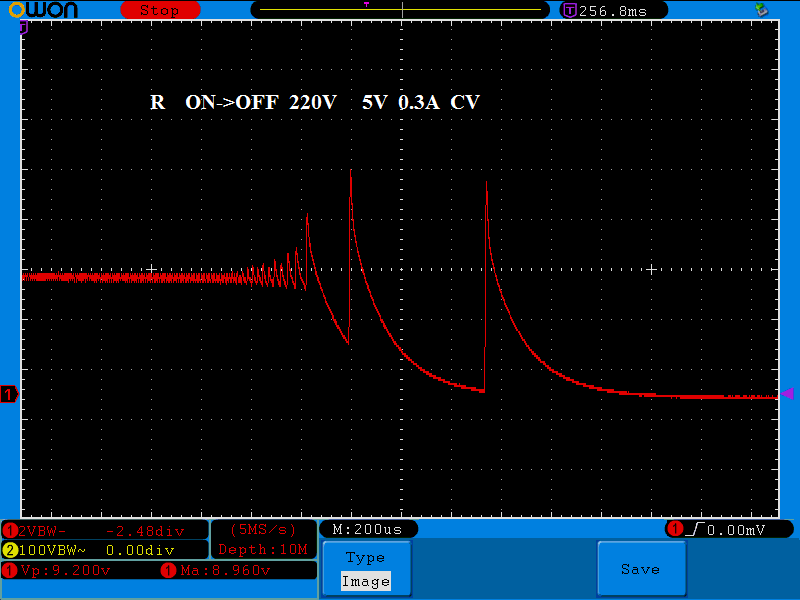 OWON Stop T T 256.8ms
R ON->OFF 220V 5V 0.3A CV
1
1 2VBW- -2.48div (5MS/s) M:200us 1 0.00mV
2 100VBW~ 0.00div Depth:10M
1 Vp:9.200v 1 Ma:8.960v
Type
Image
Save